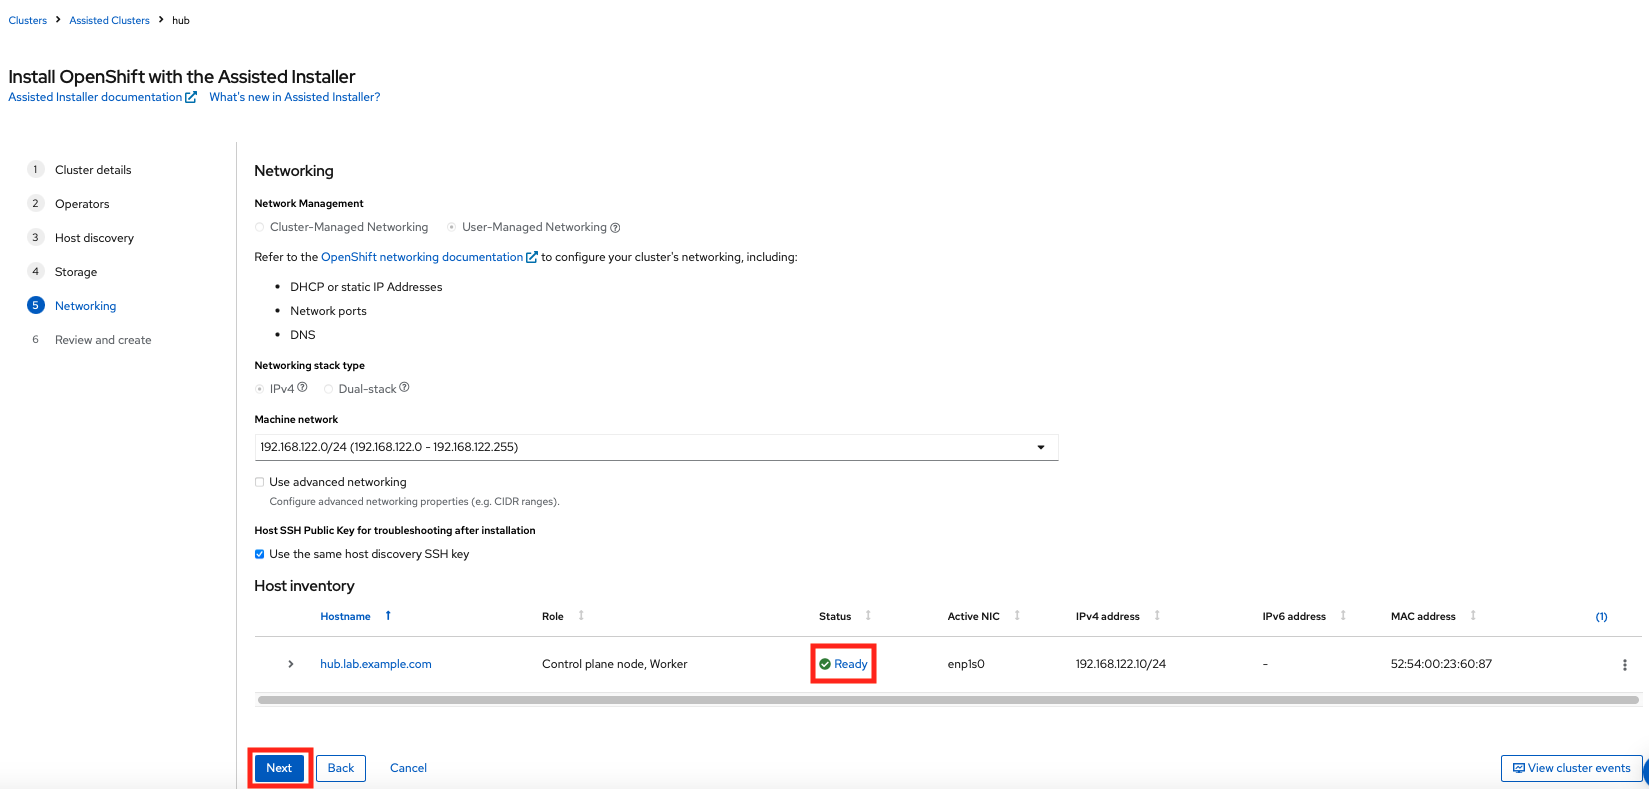 Clusters > Assisted Clusters > hub
Install OpenShift with the Assisted Installer
Assisted Installer documentation What's new in Assisted Installer?
1 Cluster details
2 Operators
3 Host discovery
4 Storage
5 Networking
6 Review and create
Networking
Network Management
Cluster-Managed Networking User-Managed Networking
Refer to the OpenShift networking documentation to configure your cluster's networking, including:
• DHCP or static IP Addresses
• Network ports
• DNS
Networking stack type
IPv4 Dual-stack
Machine network
192.168.122.0/24 (192.168.122.0 - 192.168.122.255)
Use advanced networking
Configure advanced networking properties (e.g. CIDR ranges).
Host SSH Public Key for troubleshooting after installation
Use the same host discovery SSH key
Host inventory
Hostname Role Status Active NIC IPv4 address IPv6 address MAC address (1)
hub.lab.example.com Control plane node, Worker Ready enp1s0 192.168.122.10/24 - 52:54:00:23:60:87
Next Back Cancel View cluster events